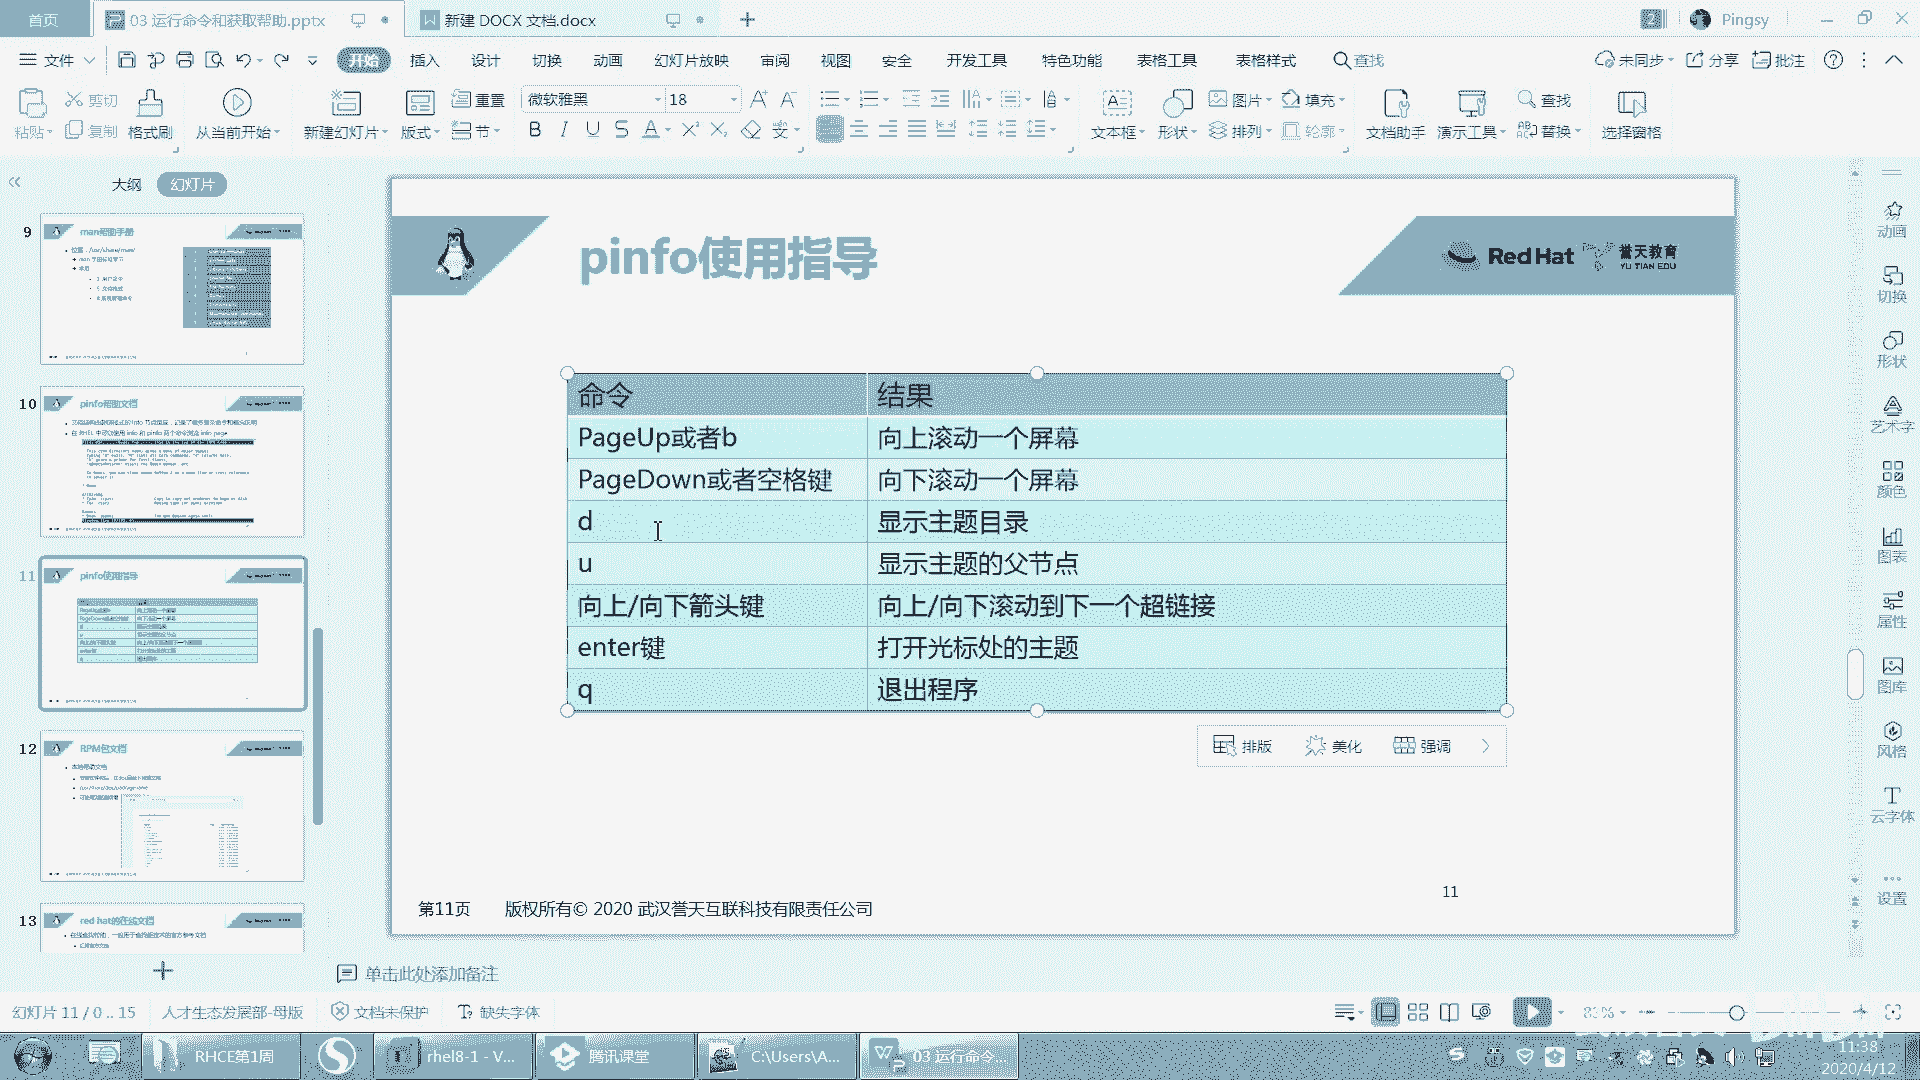 首页
03 运行命令和获取帮助.pptx
新建 DOCX 文档.docx
Pingsy
文件
开始
插入
设计
切换
动画
幻灯片放映
审阅
视图
安全
开发工具
特色功能
表格工具
表格样式
查找
未同步
分享
批注
粘贴
剪切
复制
格式刷
从当前开始
新建幻灯片
版式
重置
节
微软雅黑
18
文本框
形状
图片
排列
填充
轮廓
文档助手
演示工具
查找
替换
选择窗格
大纲
幻灯片
9
man帮助手册
10
pinfo帮助文档
11
pinfo使用指导
12
RPM包文档
13
red hat的在线文档
pinfo使用指导
Red Hat
誉天教育
YU TIAN EDU
命令 结果
PageUp或者b 向上滚动一个屏幕
PageDown或者空格键 向下滚动一个屏幕
d 显示主题目录
u 显示主题的父节点
向上/向下箭头键 向上/向下滚动到下一个超链接
enter键 打开光标处的主题
q 退出程序
排版
美化
强调
第11页
版权所有© 2020 武汉誉天互联科技有限责任公司
11
动画
切换
形状
艺术字
颜色
图表
属性
图库
风格
云字体
设置
单击此处添加备注
幻灯片 11 / 0 .. 15
人才生态发展部-母版
文档未保护
缺失字体
RHCE第1周
rhel8-1 - V...
腾讯课堂
C:\Users\A...
03 运行命令...
11:38
2020/4/12